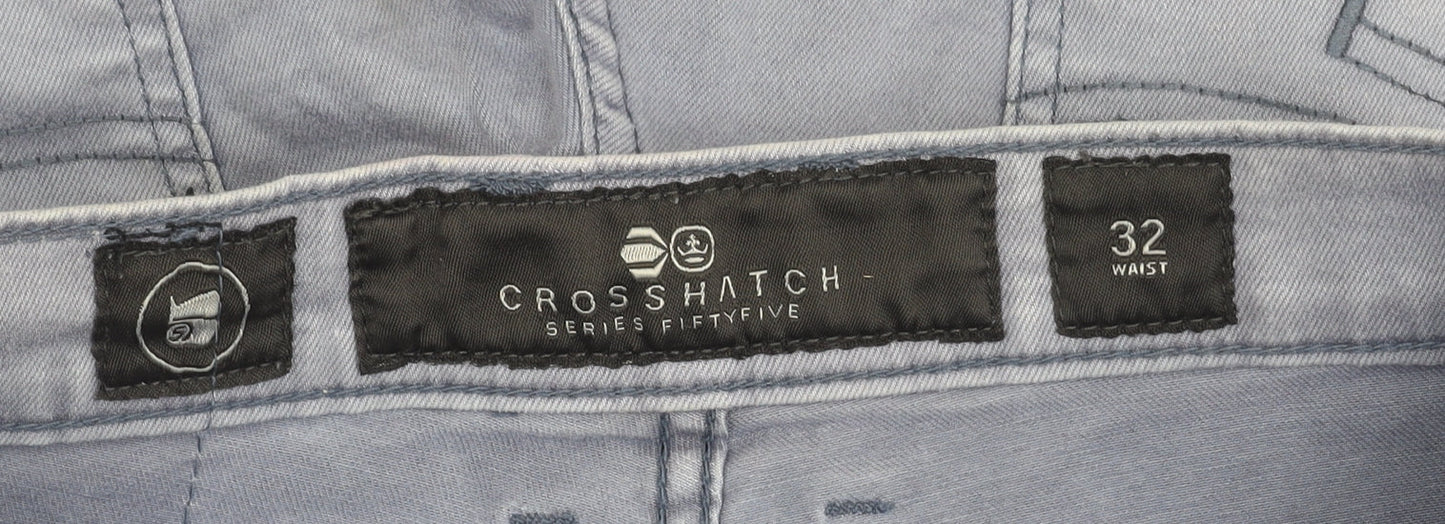 CROSSHATCH
SERIES FIFTYFIVE
32
WAIST